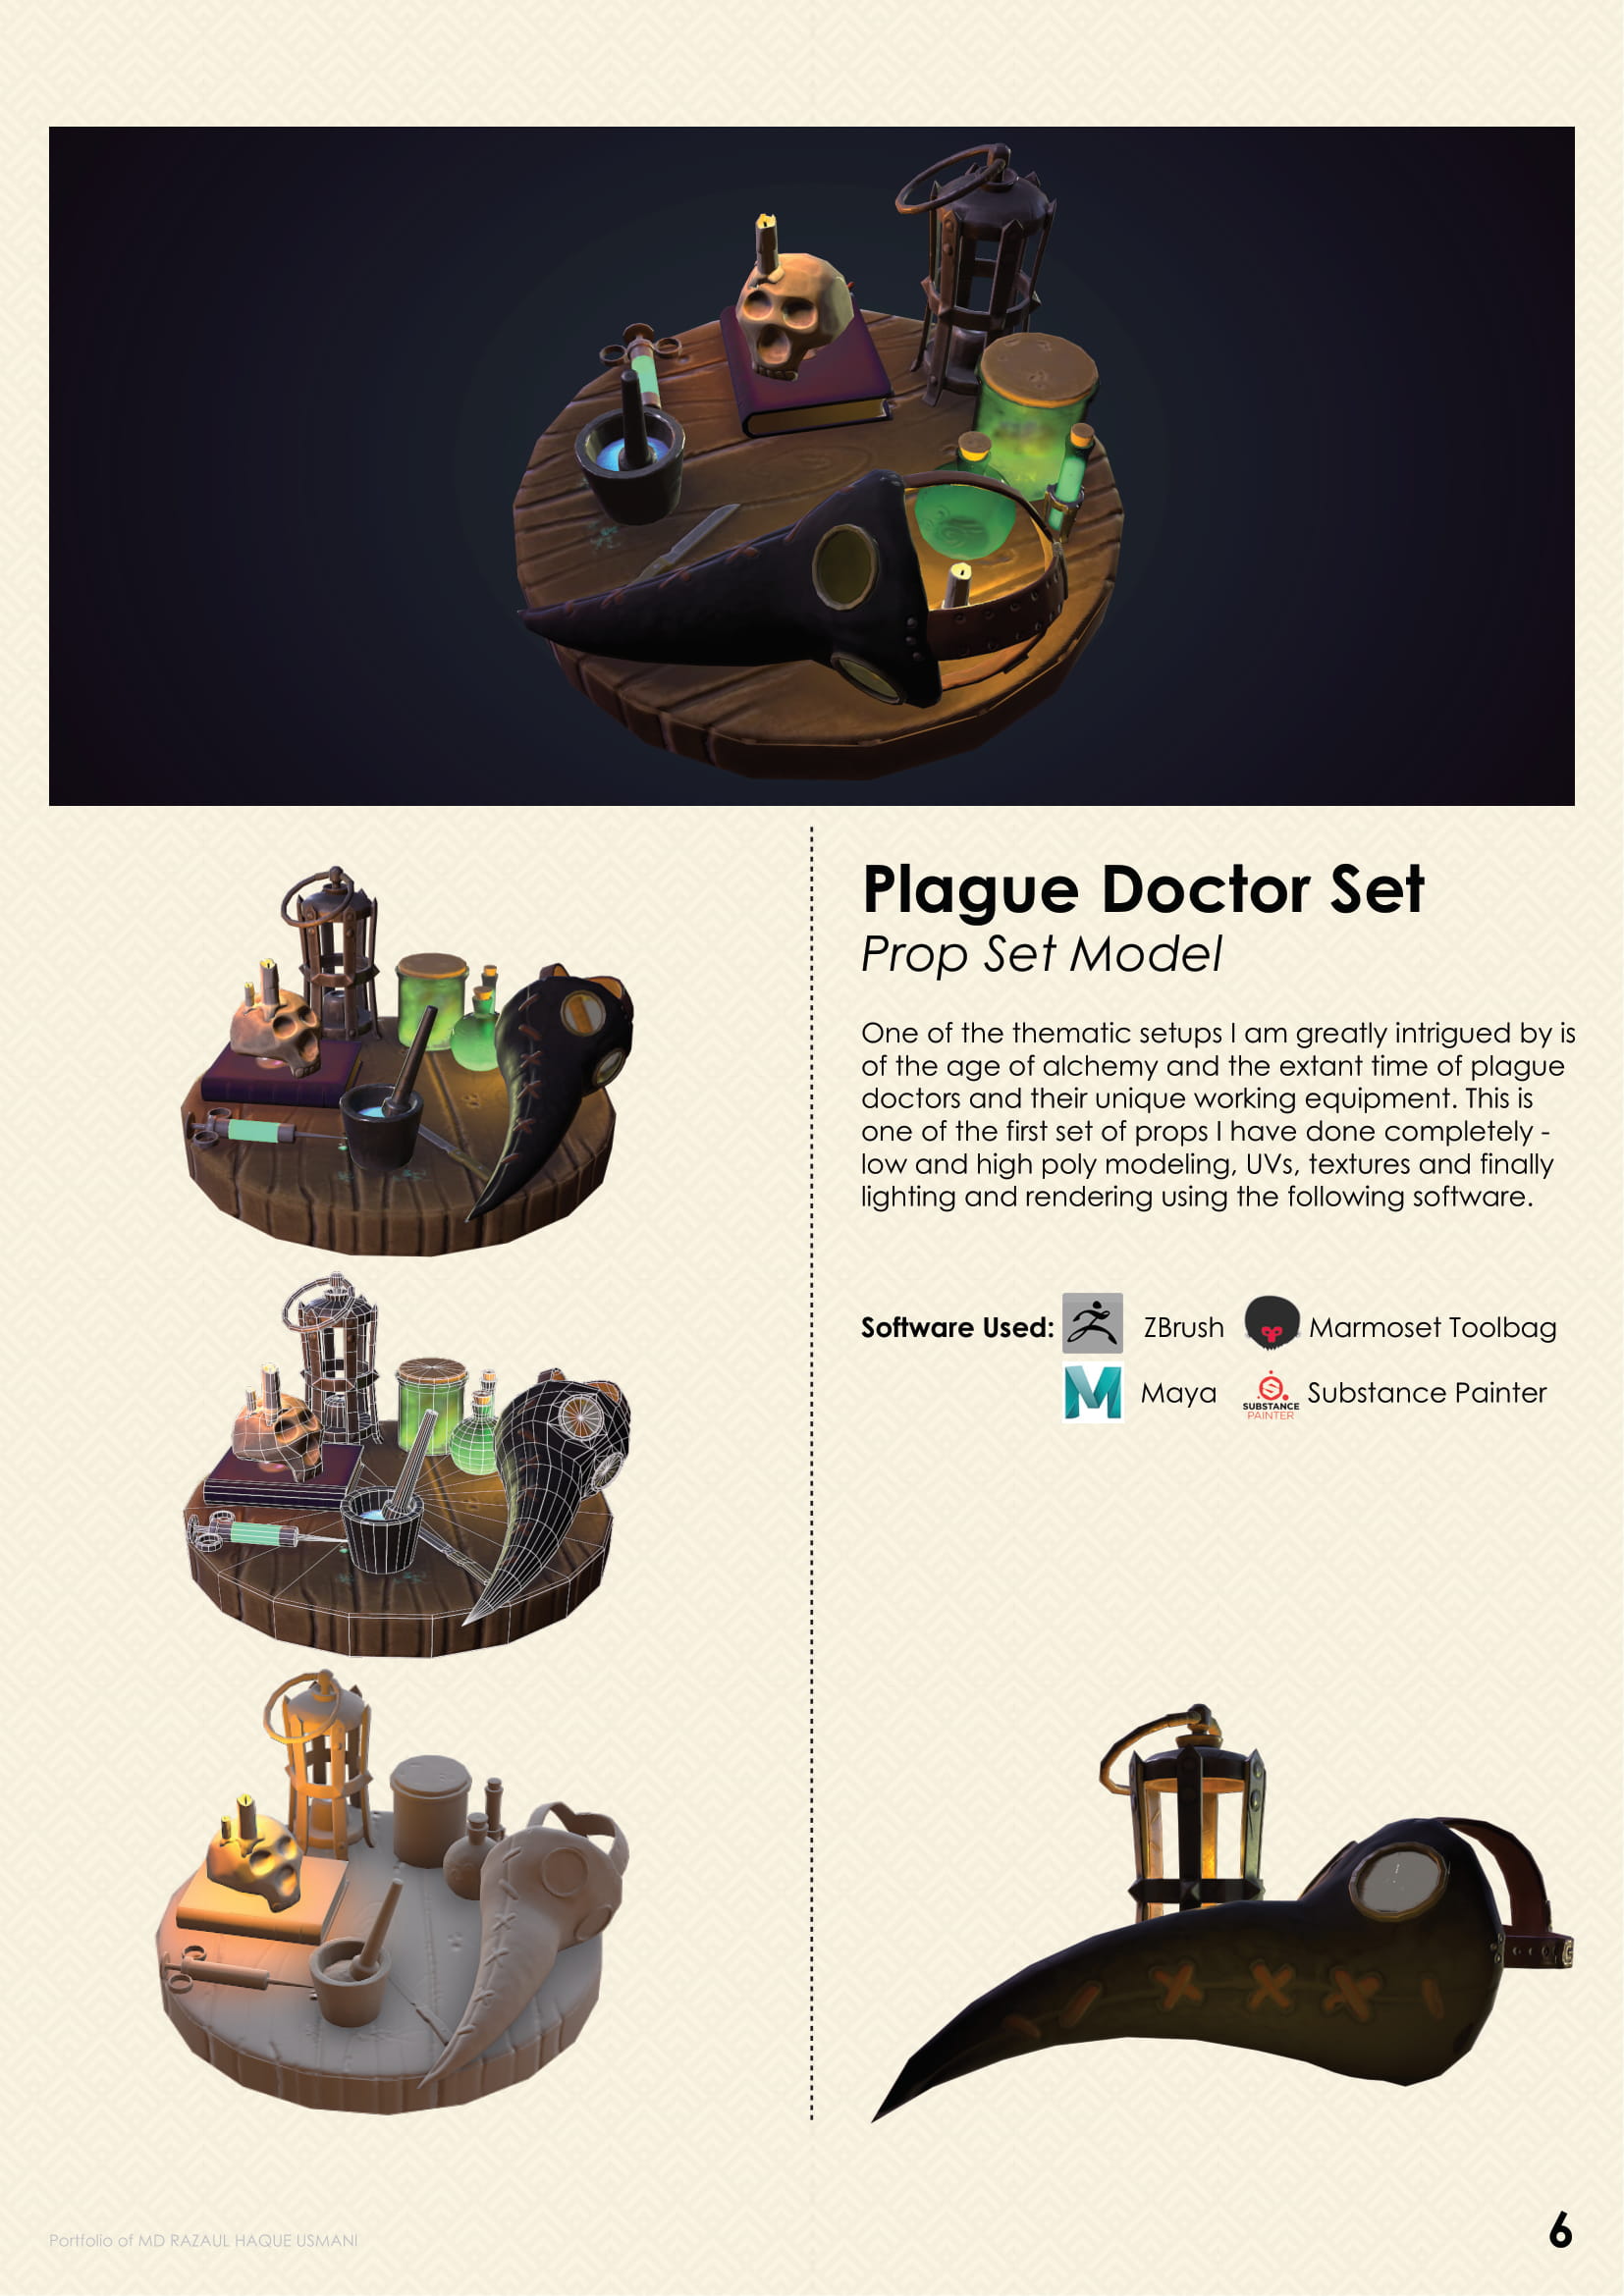 Plague Doctor Set
Prop Set Model
One of the thematic setups I am greatly intrigued by is
of the age of alchemy and the extant time of plague
doctors and their unique working equipment. This is
one of the first set of props I have done completely -
low and high poly modeling, UVs, textures and finally
lighting and rendering using the following software.
Software Used: ZBrush Marmoset Toolbag
Maya SUBSTANCE PAINTER Substance Painter
Portfolio of MD RAZAUL HAQUE USMANI
6